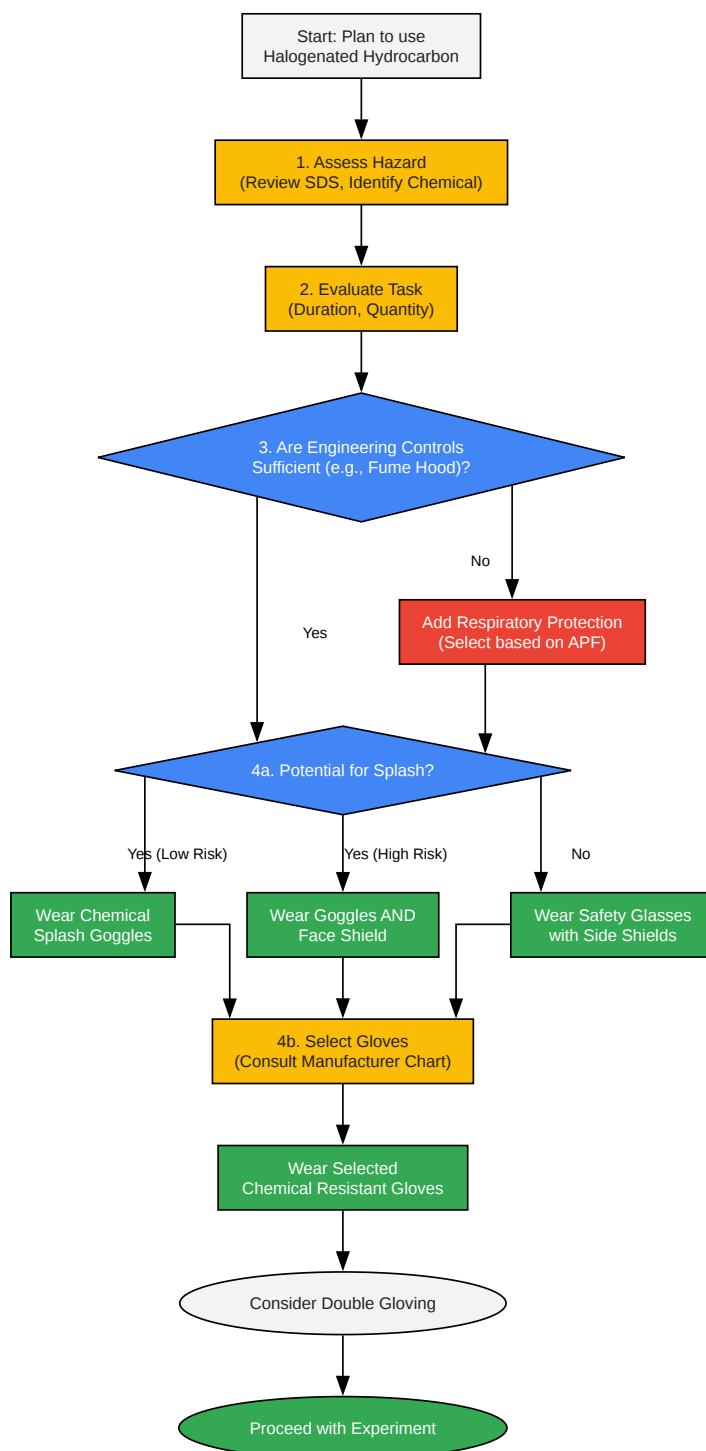 Start: Plan to use
Halogenated Hydrocarbon
1. Assess Hazard
(Review SDS, Identify Chemical)
2. Evaluate Task
(Duration, Quantity)
3. Are Engineering Controls
Sufficient (e.g., Fume Hood)?
No
Yes
Add Respiratory Protection
(Select based on APF)
4a. Potential for Splash?
Yes (Low Risk)
Yes (High Risk)
No
Wear Chemical
Splash Goggles
Wear Goggles AND
Face Shield
Wear Safety Glasses
with Side Shields
4b. Select Gloves
(Consult Manufacturer Chart)
Wear Selected
Chemical Resistant Gloves
Consider Double Gloving
Proceed with Experiment